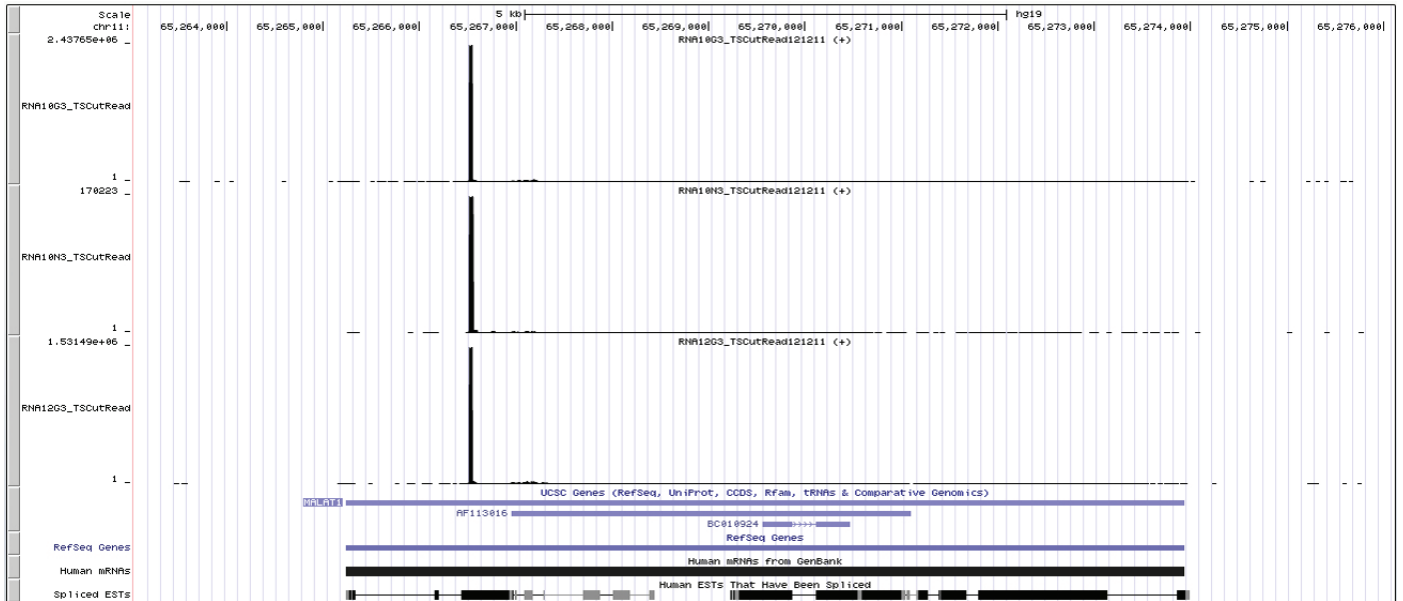 Scale 5 kb hg19
chr11: 65,264,000 65,265,000 65,266,000 65,267,000 65,268,000 65,269,000 65,270,000 65,271,000 65,272,000 65,273,000 65,274,000 65,275,000 65,276,000
2.43765e+06 _ RNA10G3_TSCutRead121211 (+)
RNA10G3_TSCutRead
1 _
170223 _ RNA10N3_TSCutRead121211 (+)
RNA10N3_TSCutRead
1 _
1.53149e+06 _ RNA12G3_TSCutRead121211 (+)
RNA12G3_TSCutRead
1 _
UCSC Genes (RefSeq, UniProt, CCDS, Rfam, tRNAs & Comparative Genomics)
MALAT1
AF113016
BC010924
RefSeq Genes
RefSeq Genes
Human mRNAs from GenBank
Human mRNAs
Human ESTs That Have Been Spliced
Spliced ESTs